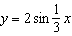 y = 2 sin 1/3 x